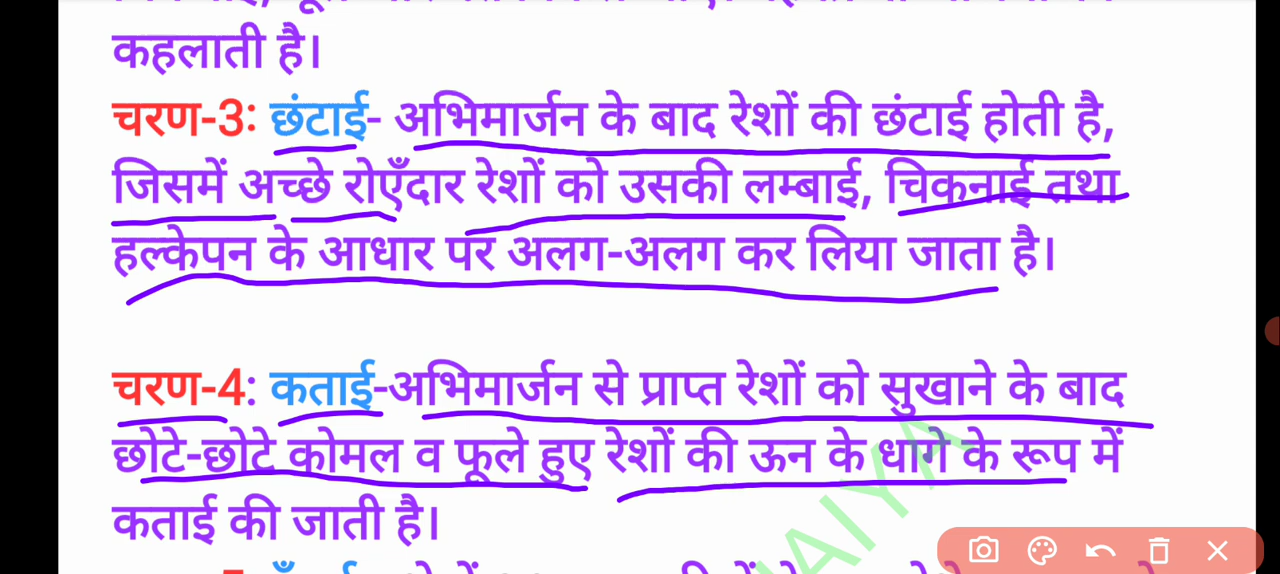 कहलाती है।
चरण-3: छंटाई- अभिमार्जन के बाद रेशों की छंटाई होती है,
जिसमें अच्छे रोएँदार रेशों को उसकी लम्बाई, चिकनाई तथा
हल्केपन के आधार पर अलग-अलग कर लिया जाता है।
चरण-4: कताई-अभिमार्जन से प्राप्त रेशों को सुखाने के बाद
छोटे-छोटे कोमल व फूले हुए रेशों की ऊन के धागे के रूप में
कताई की जाती है।